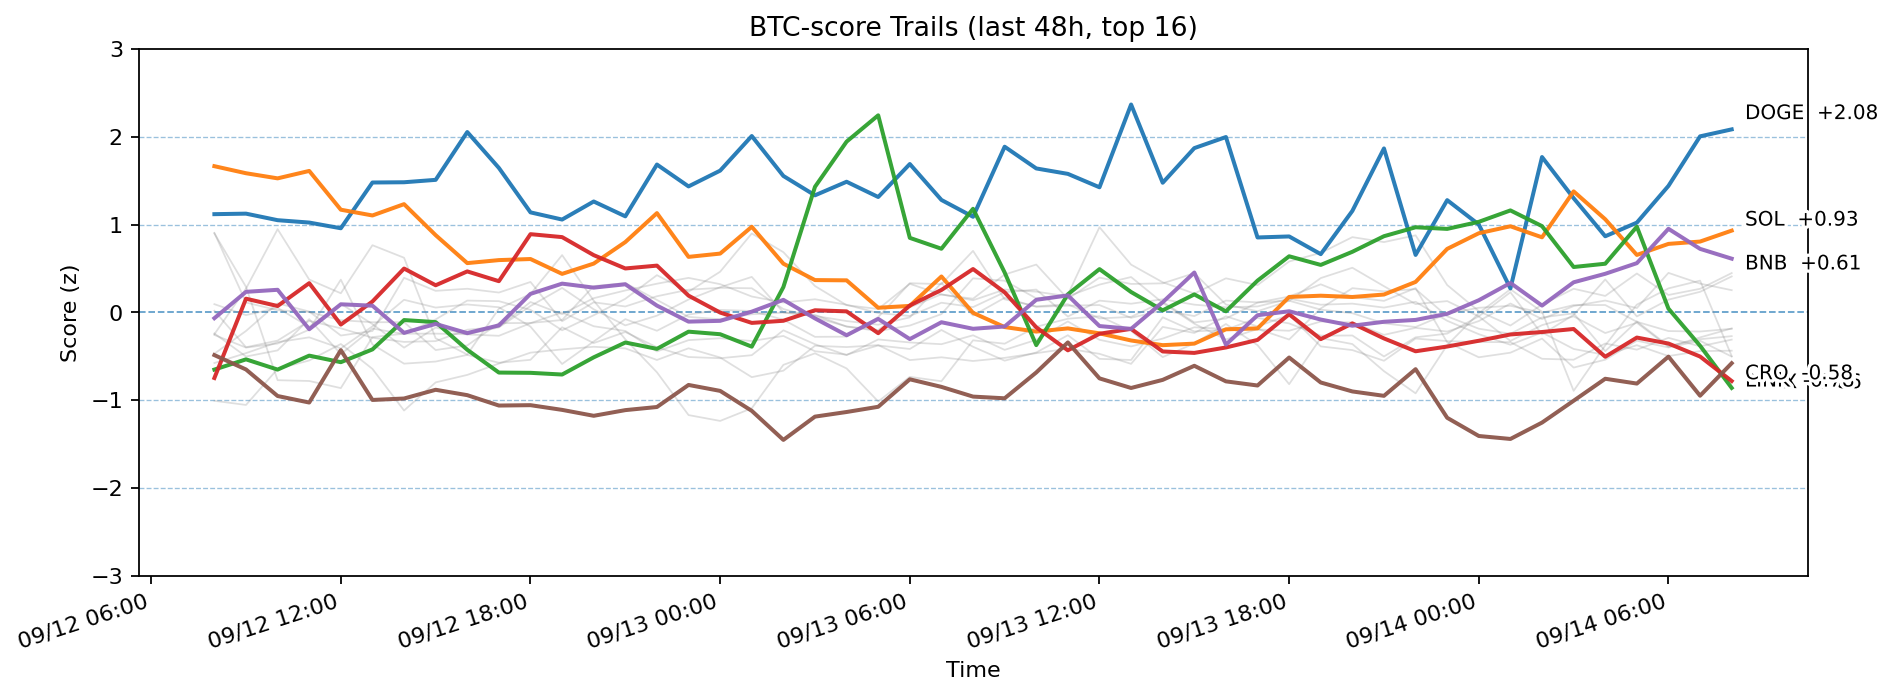 BTC-score Trails (last 48h, top 16)
Score (z)
3
2
1
0
−1
−2
−3
DOGE +2.08
SOL +0.93
BNB +0.61
CRO -0.58
LINK
09/12 06:00
09/12 12:00
09/12 18:00
09/13 00:00
09/13 06:00
09/13 12:00
09/13 18:00
09/14 00:00
09/14 06:00
Time